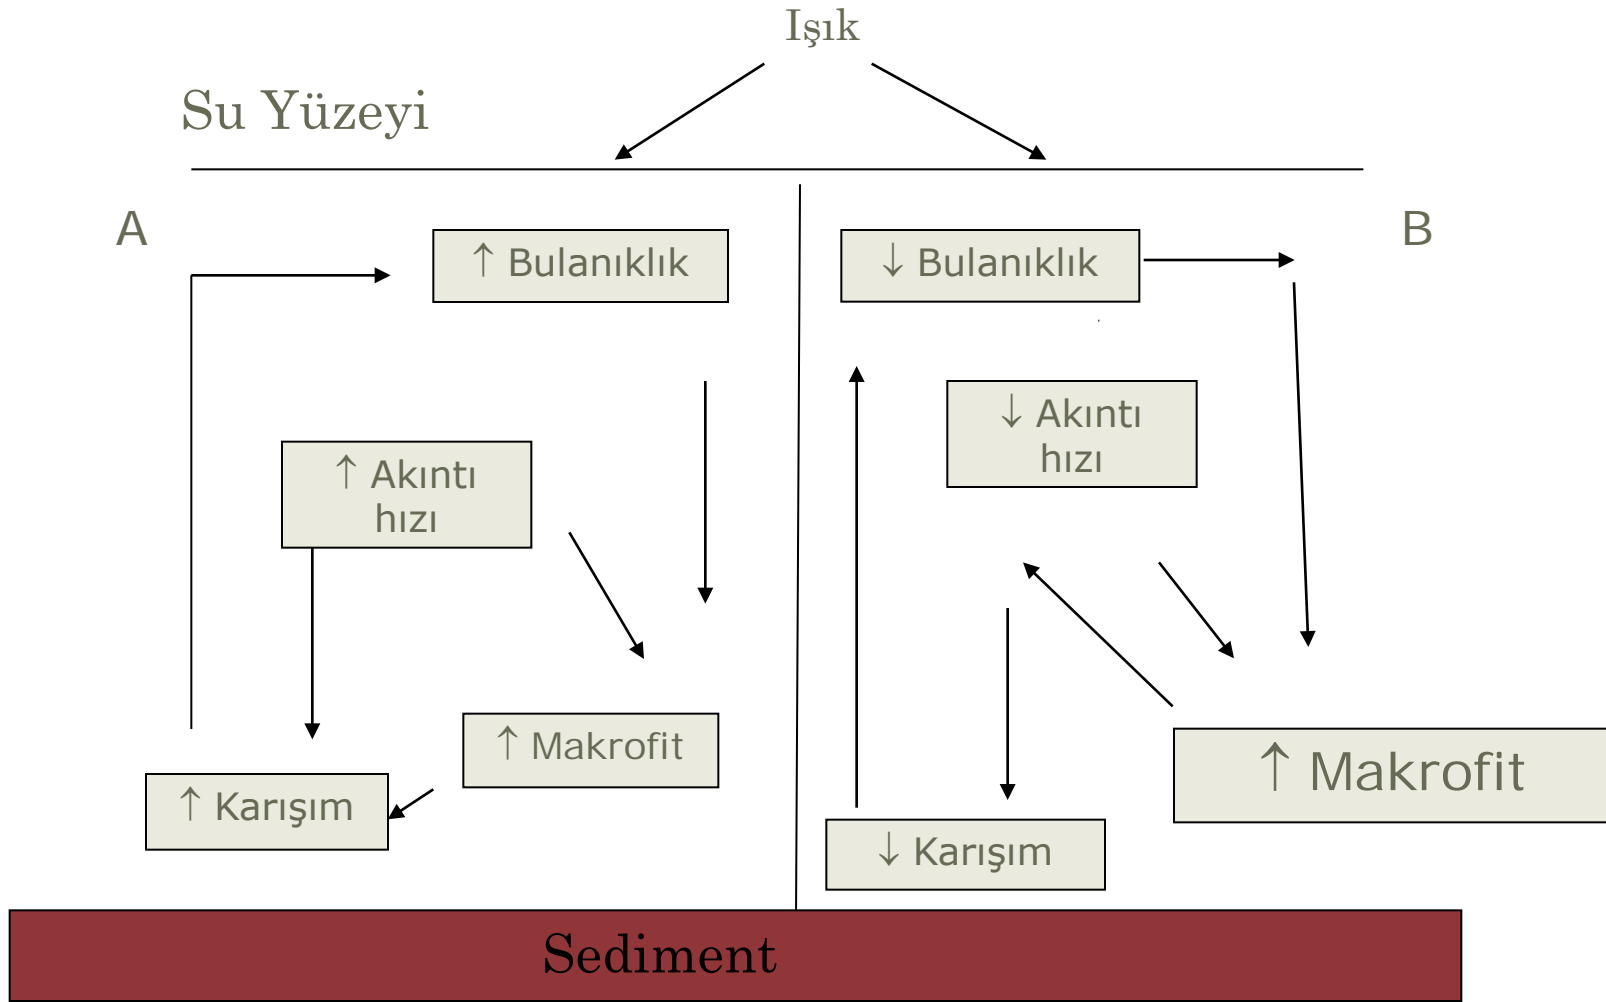 Işık
Su Yüzeyi
A
B
↑ Bulanıklık
↓ Bulanıklık
↑ Akıntı
hızı
↓ Akıntı
hızı
↑ Makrofit
↑ Makrofit
↑ Karışım
↓ Karışım
Sediment